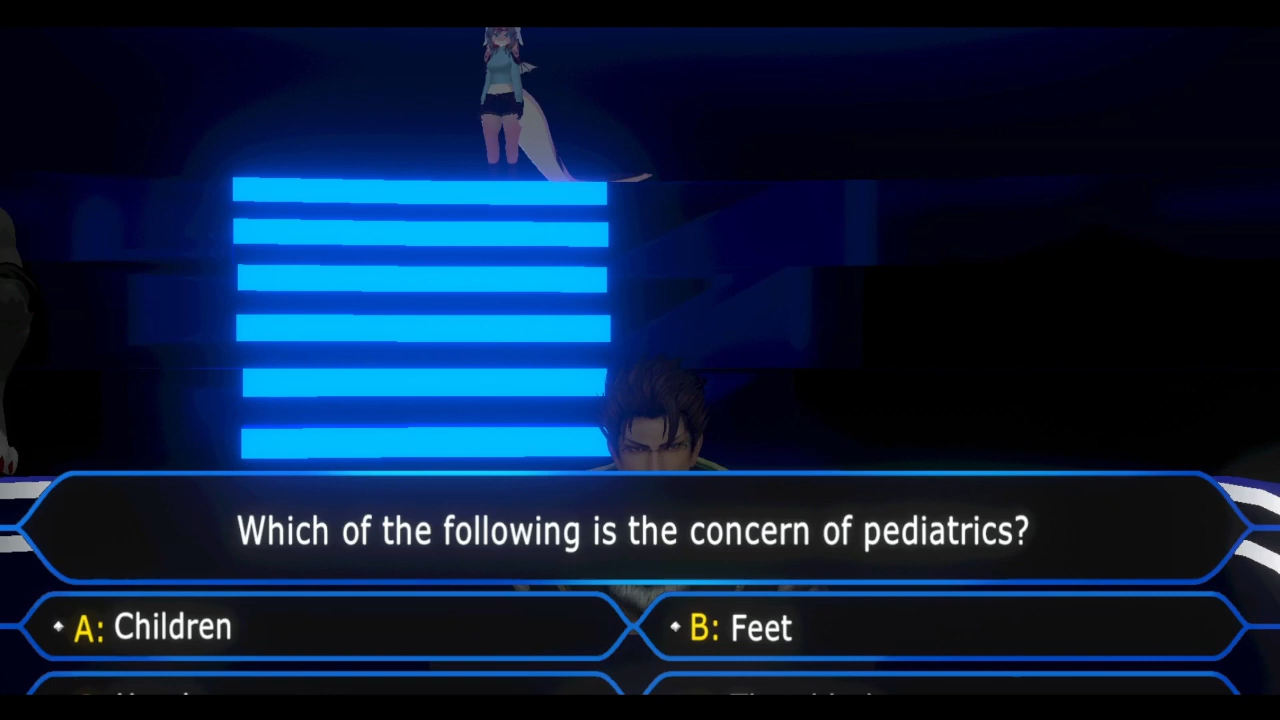 Which of the following is the concern of pediatrics?
A: Children
B: Feet